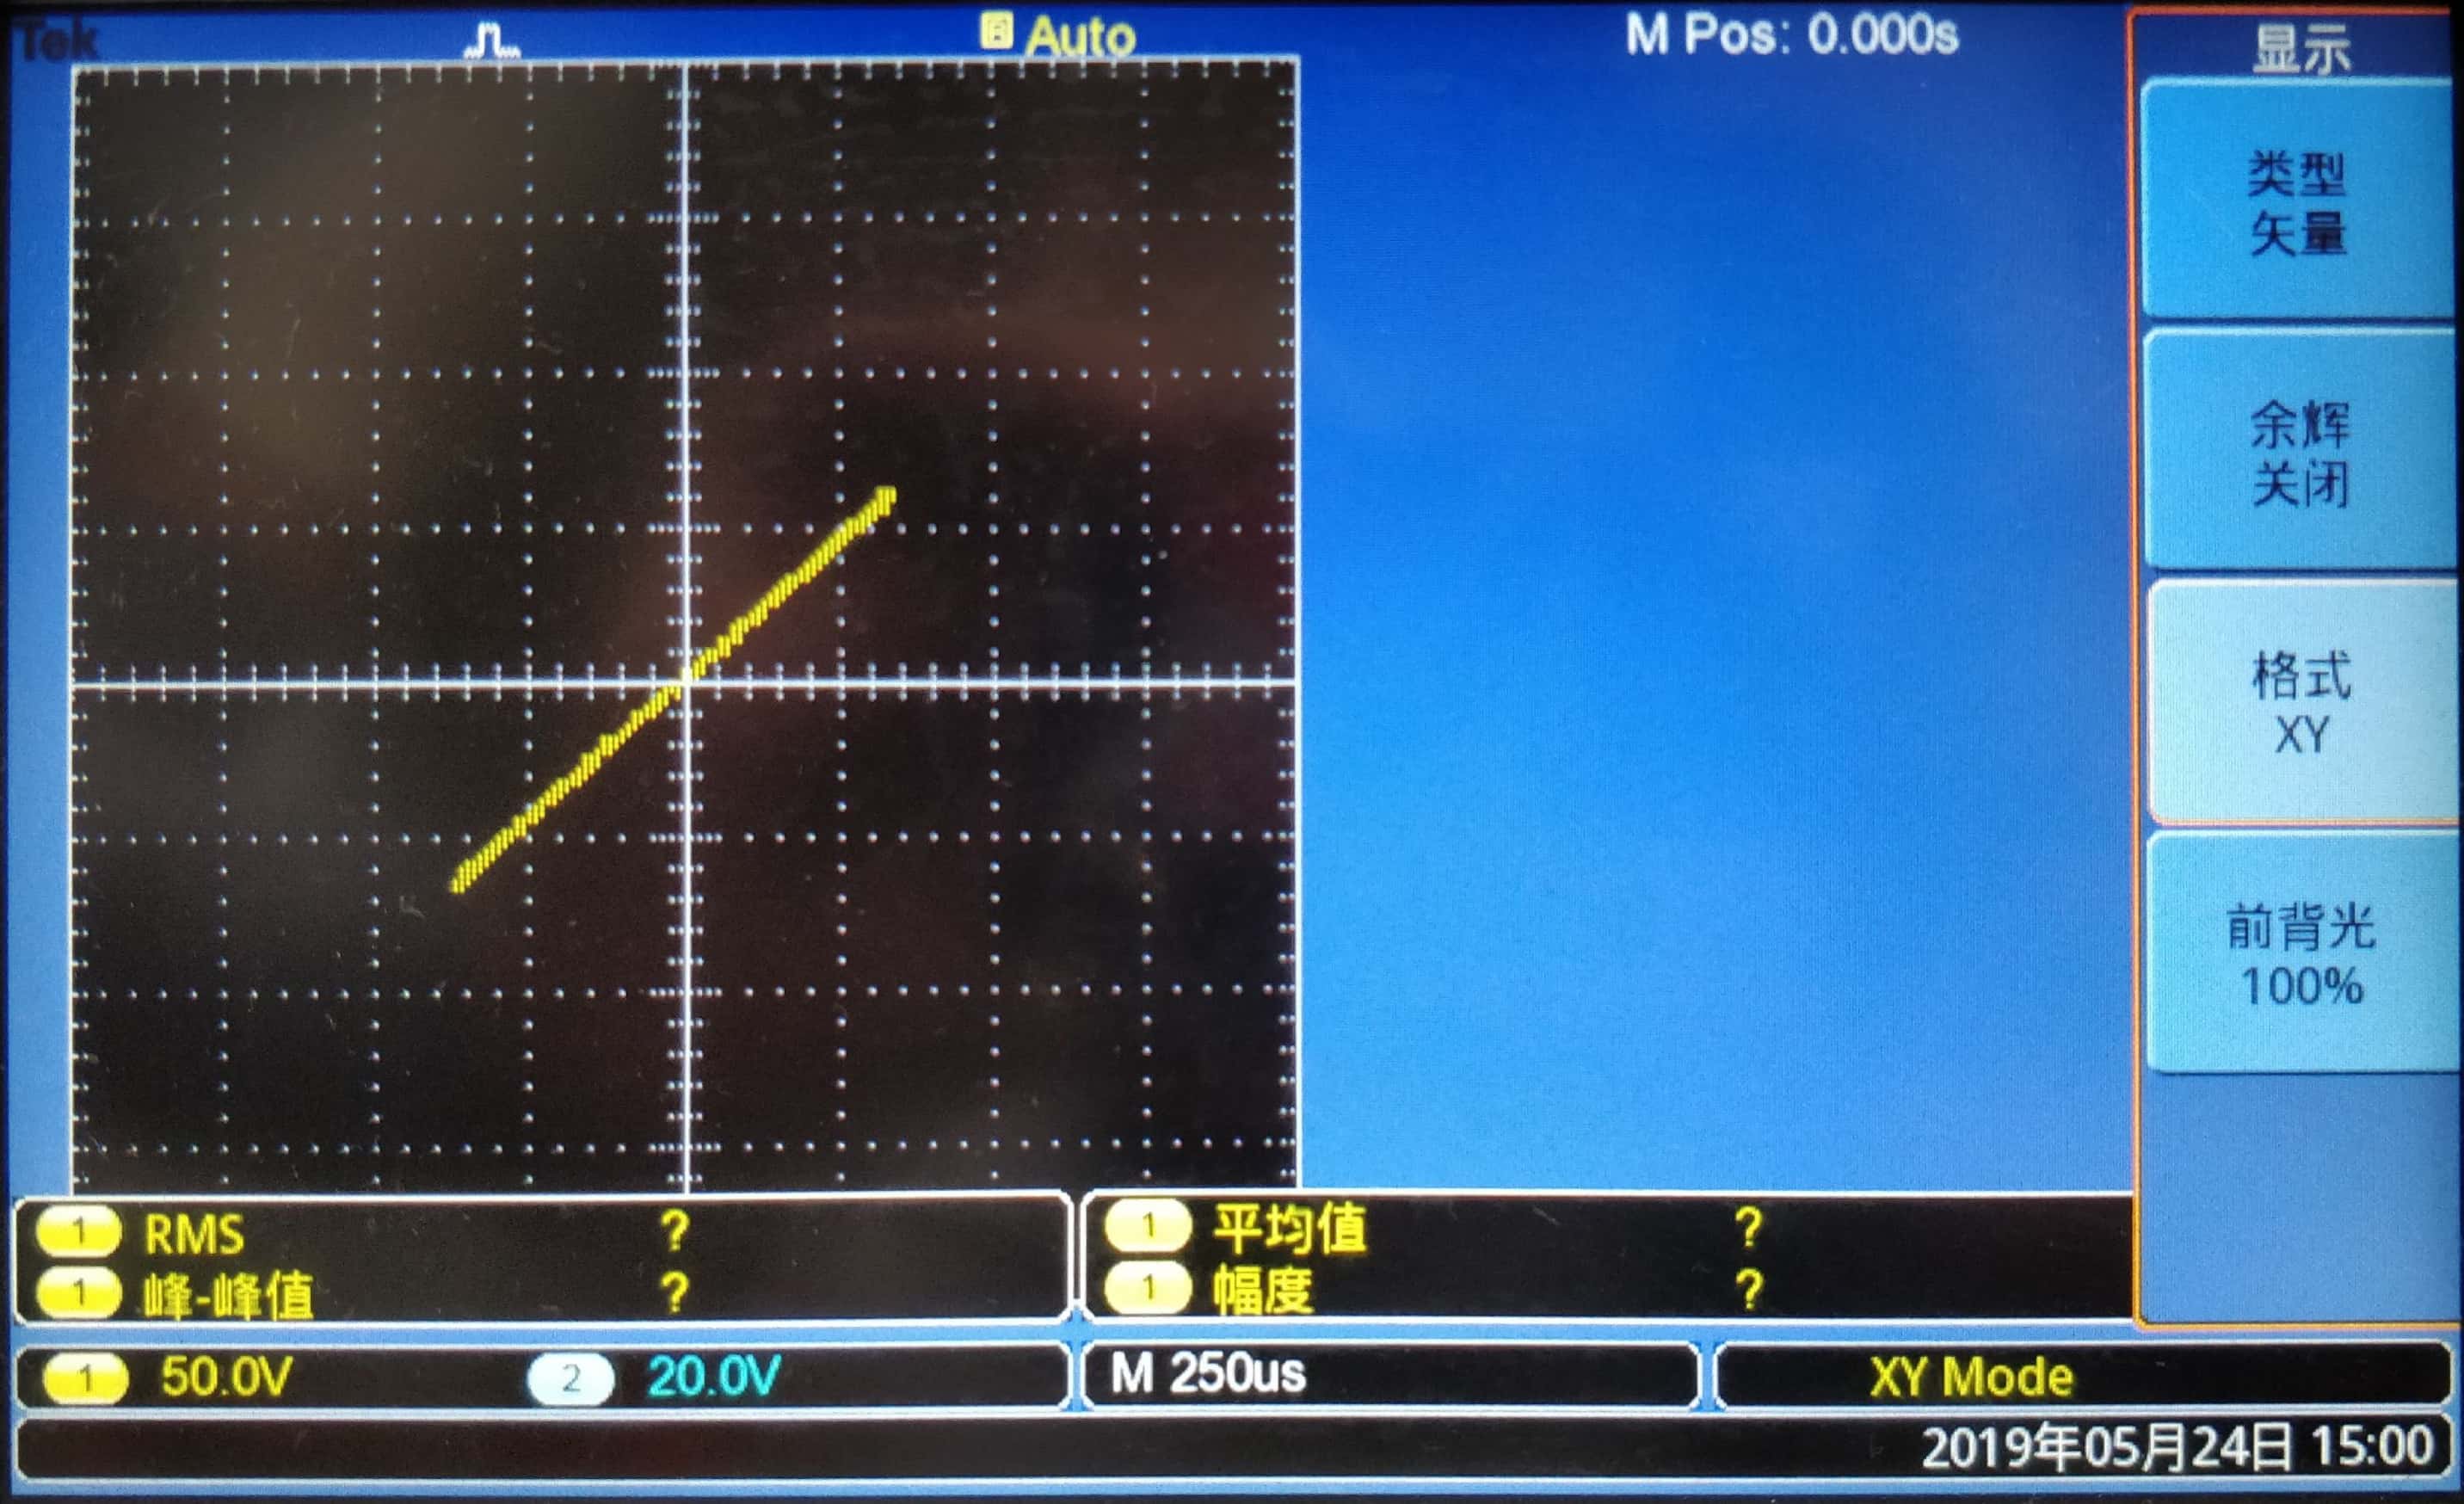 Tek
Auto
M Pos: 0.000s
显示
类型
矢量
余辉
关闭
格式
XY
前背光
100%
1 RMS ?
1 平均值 ?
1 峰-峰值 ?
1 幅度 ?
1 50.0V
2 20.0V
M 250us
XY Mode
2019年05月24日 15:00